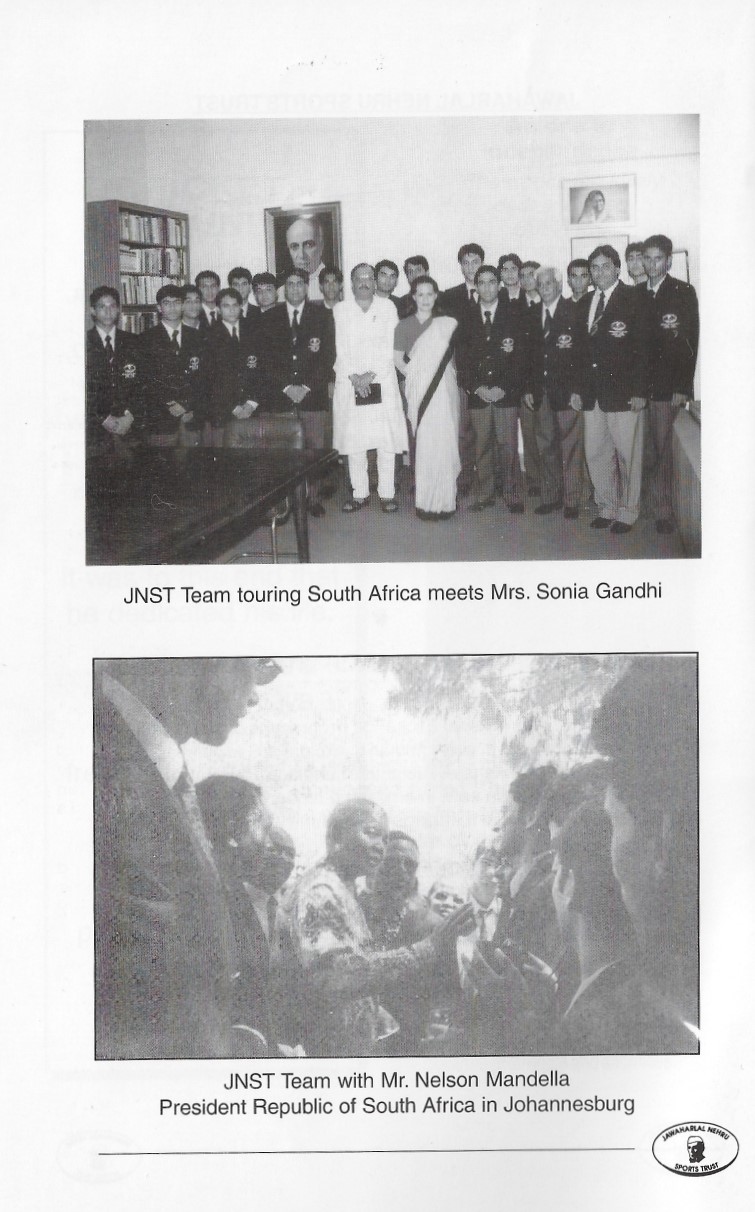 JNST Team touring South Africa meets Mrs. Sonia Gandhi
JNST Team with Mr. Nelson Mandella
President Republic of South Africa in Johannesburg
JAWAHARLAL NEHRU
SPORTS TRUST